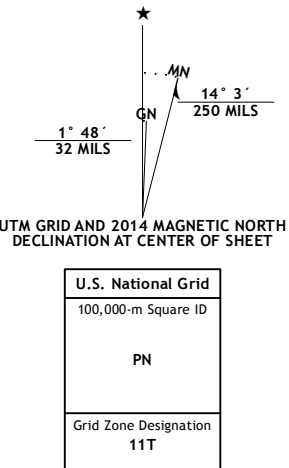 ★
MN
GN
14° 3´
250 MILS
1° 48´
32 MILS
UTM GRID AND 2014 MAGNETIC NORTH
DECLINATION AT CENTER OF SHEET
U.S. National Grid
100,000-m Square ID
PN
Grid Zone Designation
11T